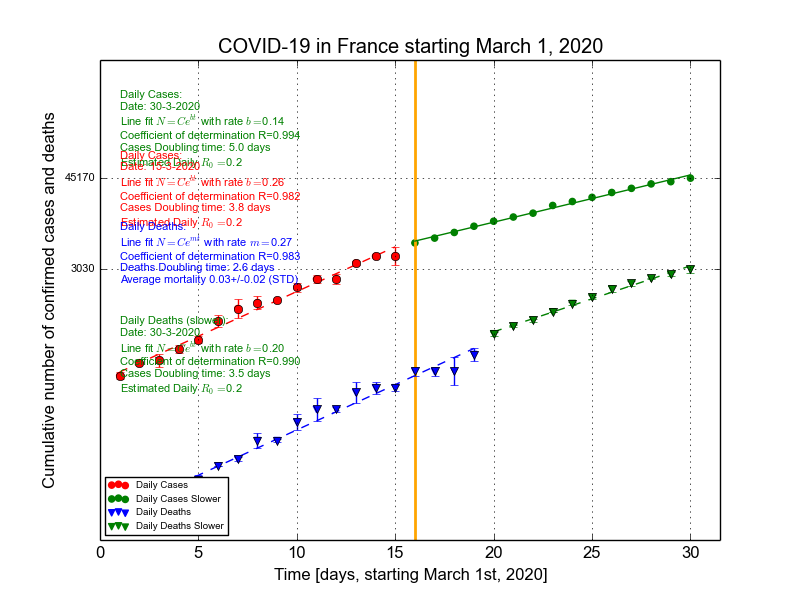 COVID-19 in France starting March 1, 2020
Cumulative number of confirmed cases and deaths
45170
3030
Daily Cases:
Date: 30-3-2020
Line fit N = Ce^{bt} with rate b =0.14
Coefficient of determination R=0.994
Cases Doubling time: 5.0 days
Estimated Daily R_0 =0.2
Daily Cases:
Date: 15-3-2020
Line fit N = Ce^{bt} with rate b =0.26
Coefficient of determination R=0.982
Cases Doubling time: 3.8 days
Estimated Daily R_0 =0.2
Daily Deaths:
Line fit N = Ce^{mt} with rate m =0.27
Coefficient of determination R=0.983
Deaths Doubling time: 2.6 days
Average mortality 0.03+/-0.02 (STD)
Daily Deaths (slower):
Date: 30-3-2020
Line fit N = Ce^{bt} with rate b =0.20
Coefficient of determination R=0.990
Cases Doubling time: 3.5 days
Estimated Daily R_0 =0.2
Daily Cases
Daily Cases Slower
Daily Deaths
Daily Deaths Slower
0 5 10 15 20 25 30
Time [days, starting March 1st, 2020]